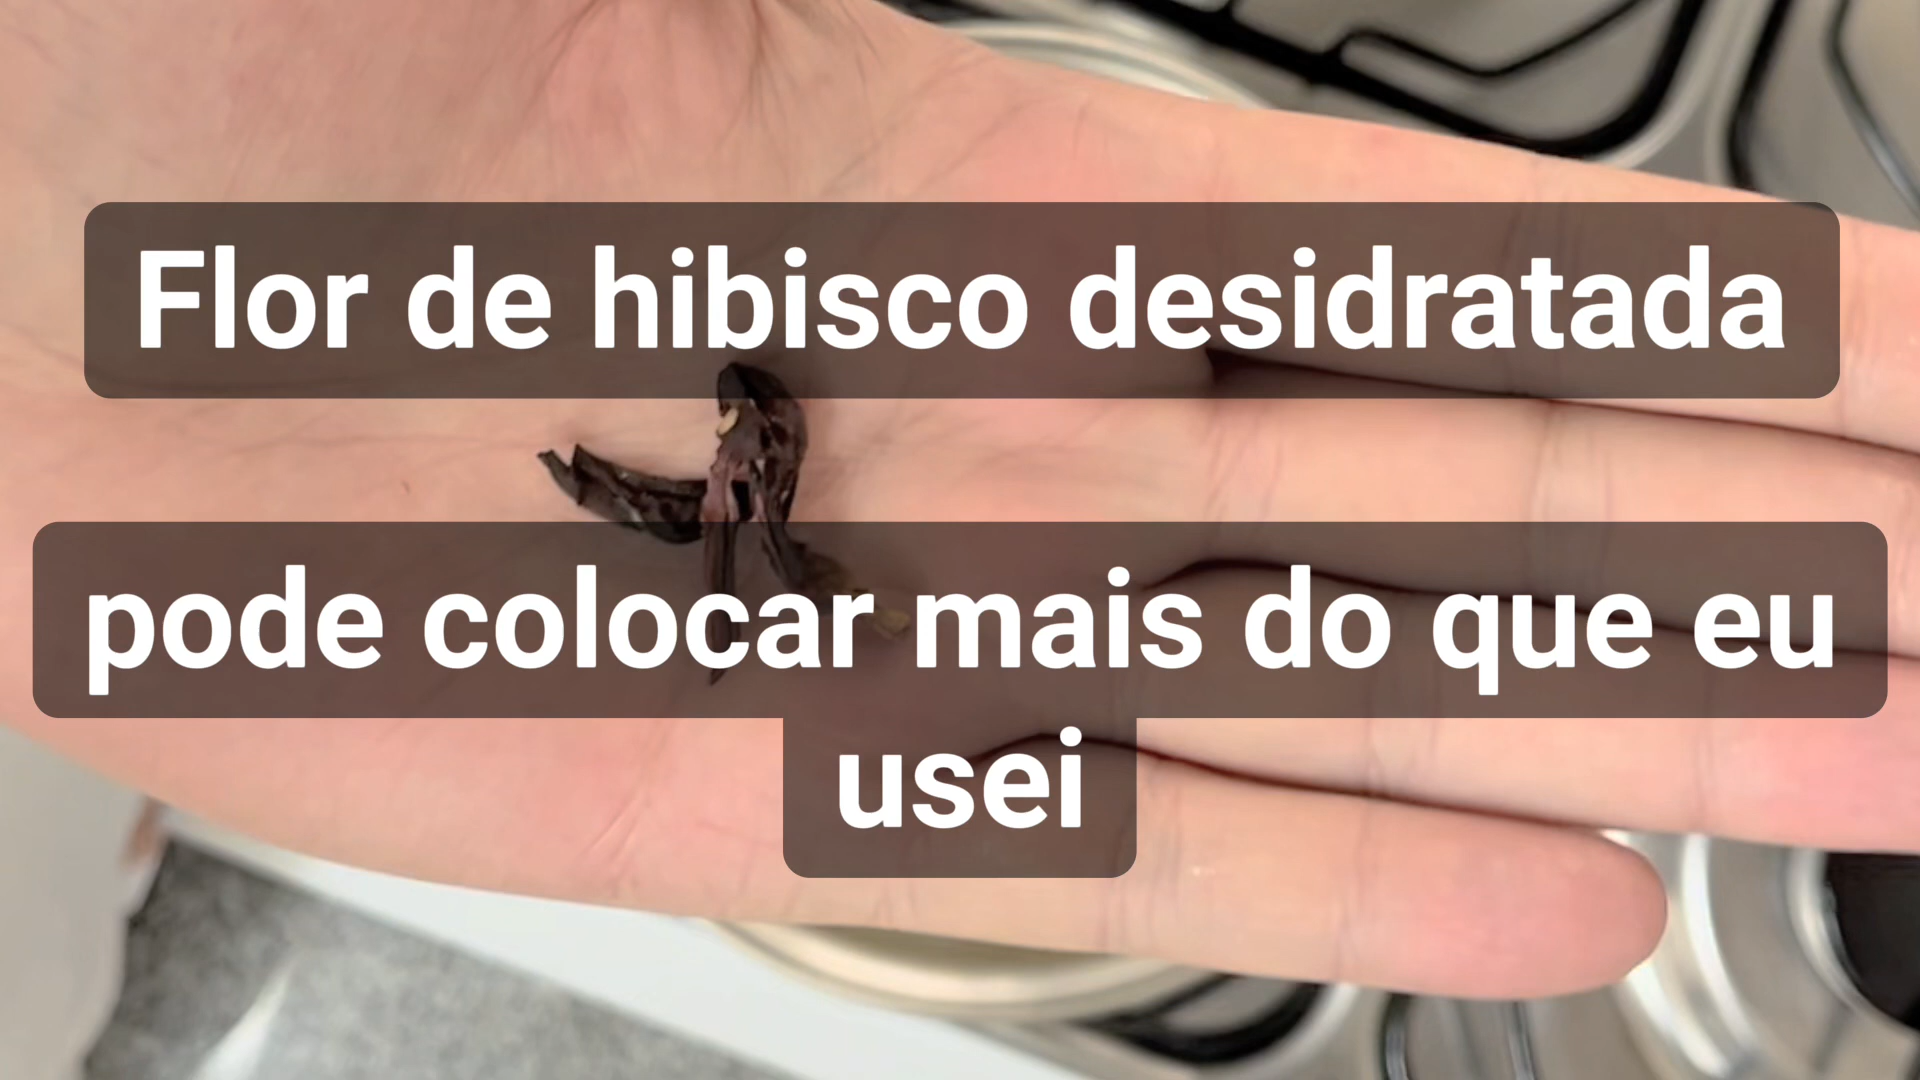 Flor de hibisco desidratada
pode colocar mais do que eu
usei